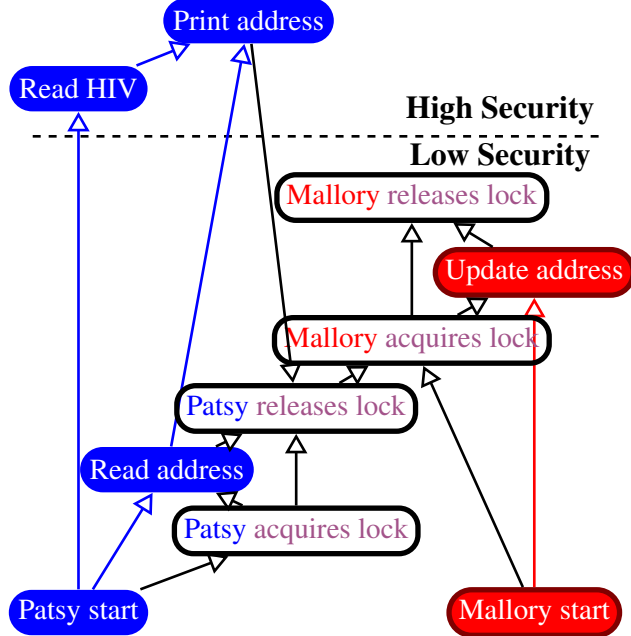 Print address
Read HIV
High Security
Low Security
Mallory releases lock
Update address
Mallory acquires lock
Patsy releases lock
Read address
Patsy acquires lock
Patsy start
Mallory start